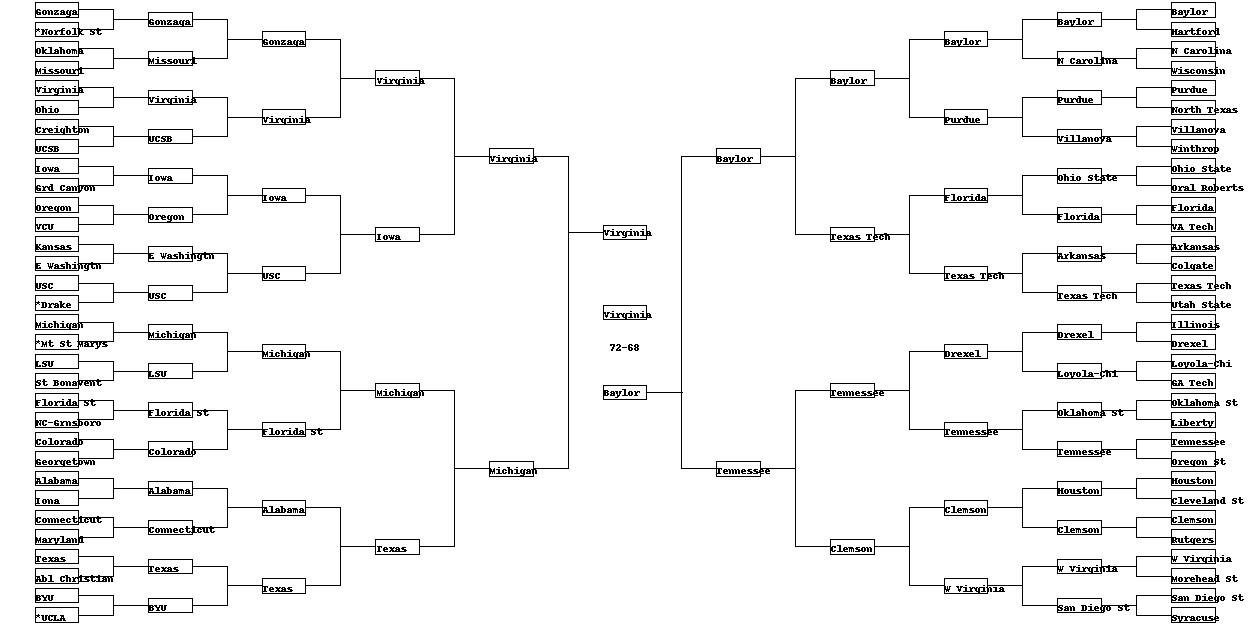 Gonzaga
*Norfolk St
Oklahoma
Missouri
Virginia
Ohio
Creighton
UCSB
Iowa
Grd Canyon
Oregon
VCU
Kansas
E Washingtn
USC
*Drake
Michigan
*Mt St Marys
LSU
St Bonavent
Florida St
NC-Grnsboro
Colorado
Georgetown
Alabama
Iona
Connecticut
Maryland
Texas
Abl Christian
BYU
*UCLA
Gonzaga
Missouri
Virginia
UCSB
Iowa
Oregon
E Washingtn
USC
Michigan
LSU
Florida St
Colorado
Alabama
Connecticut
Texas
BYU
Gonzaga
Virginia
Iowa
USC
Michigan
Florida St
Alabama
Texas
Virginia
Iowa
Michigan
Texas
Virginia
Michigan
Virginia
Virginia
72-68
Baylor
Baylor
Tennessee
Baylor
Texas Tech
Tennessee
Clemson
Baylor
Purdue
Florida
Texas Tech
Drexel
Tennessee
Clemson
W Virginia
Baylor
N Carolina
Purdue
Villanova
Ohio State
Florida
Arkansas
Texas Tech
Drexel
Loyola-Chi
Oklahoma St
Tennessee
Houston
Clemson
W Virginia
San Diego St
Baylor
Hartford
N Carolina
Wisconsin
Purdue
North Texas
Villanova
Winthrop
Ohio State
Oral Roberts
Florida
VA Tech
Arkansas
Colgate
Texas Tech
Utah State
Illinois
Drexel
Loyola-Chi
GA Tech
Oklahoma St
Liberty
Tennessee
Oregon St
Houston
Cleveland St
Clemson
Rutgers
W Virginia
Morehead St
San Diego St
Syracuse